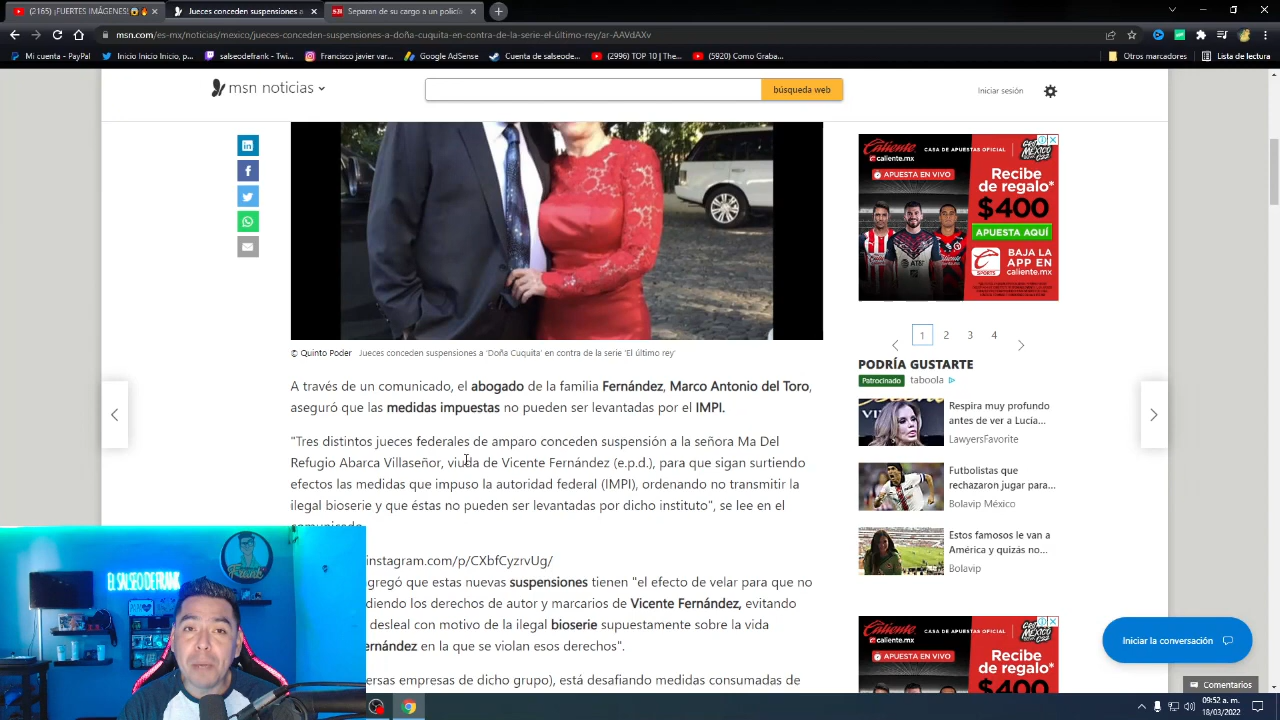 (2165) ¡FUERTES IMÁGENES!
Jueces conceden suspensiones a
Separan de su cargo a un policía
msn.com/es-mx/noticias/mexico/jueces-conceden-suspensiones-a-doña-cuquita-en-contra-de-la-serie-el-último-rey/ar-AAVdAXv
Mi cuenta - PayPal
Inicio Inicio Inicio, p...
salseodefrank - Twi...
Francisco javier var...
Steam Community...
(2996) TOP 10 | The...
(5920) Como Graba...
Otros marcadores
Lista de lectura
msn noticias
búsqueda web
Iniciar sesión
© Quinto Poder Jueces conceden suspensiones a 'Doña Cuquita' en contra de la serie 'El último rey'
A través de un comunicado, el abogado de la familia Fernández, Marco Antonio del Toro,
aseguró que las medidas impuestas no pueden ser levantadas por el IMPI.
"Tres distintos jueces federales de amparo conceden suspensión a la señora Ma Del
Refugio Abarca Villaseñor, viuda de Vicente Fernández (e.p.d.), para que sigan surtiendo
efectos las medidas que impuso la autoridad federal (IMPI), ordenando no transmitir la
ilegal bioserie y que éstas no pueden ser levantadas por dicho instituto", se lee en el
comunicado.
instagram.com/p/CXbfCyzrvUg/
gregó que estas nuevas suspensiones tienen "el efecto de velar para que no
diendo los derechos de autor y marcarios de Vicente Fernández, evitando
desleal con motivo de la ilegal bioserie supuestamente sobre la vida
ernández en la que se violan esos derechos".
ersas empresas de dicho grupo), está desafiando medidas consumadas de
EL SALSEO DE FRANK
Caliente
caliente.mx
CASA DE APUESTAS OFICIAL
APUESTA EN VIVO
Recibe
de regalo*
$400
APUESTA AQUÍ
BAJA LA
APP EN
caliente.mx
SPORTS
1 2 3 4
PODRÍA GUSTARTE
Patrocinado taboola
Respira muy profundo
antes de ver a Lucía...
LawyersFavorite
Futbolistas que
rechazaron jugar para...
Bolavip México
Estos famosos le van a
América y quizás no...
Bolavip
Caliente
caliente.mx
CASA DE APUESTAS OFICIAL
APUESTA EN VIVO
Recibe
de regalo*
$400
Iniciar la conversación
Comentarios
09:52 a. m.
18/03/2022